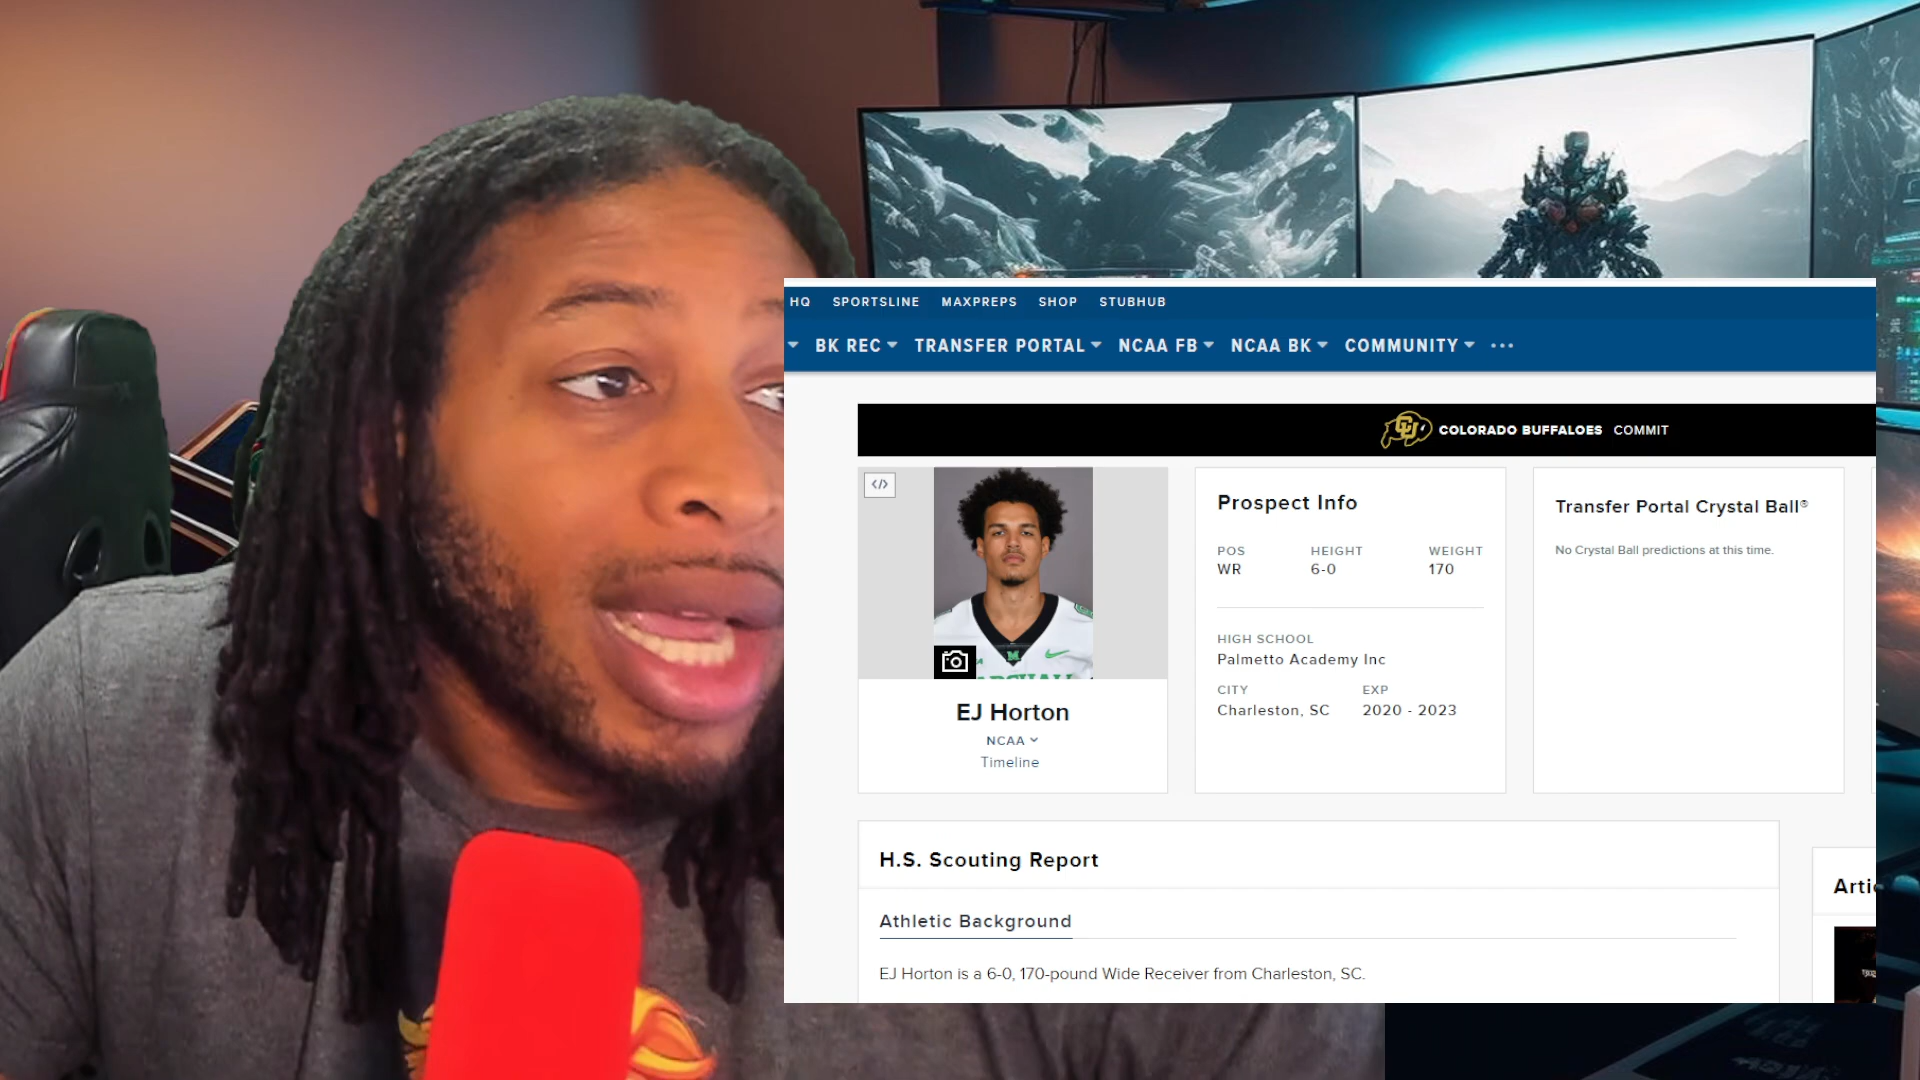 HQ SPORTSLINE MAXPREPS SHOP STUBHUB
BK REC TRANSFER PORTAL NCAA FB NCAA BK COMMUNITY ...
CU COLORADO BUFFALOES COMMIT
</>
M
MARSHALL
EJ Horton
NCAA
Timeline
Prospect Info
POS HEIGHT WEIGHT
WR 6-0 170
HIGH SCHOOL
Palmetto Academy Inc
CITY EXP
Charleston, SC 2020 - 2023
Transfer Portal Crystal Ball®
No Crystal Ball predictions at this time.
H.S. Scouting Report
Athletic Background
EJ Horton is a 6-0, 170-pound Wide Receiver from Charleston, SC.
Arti